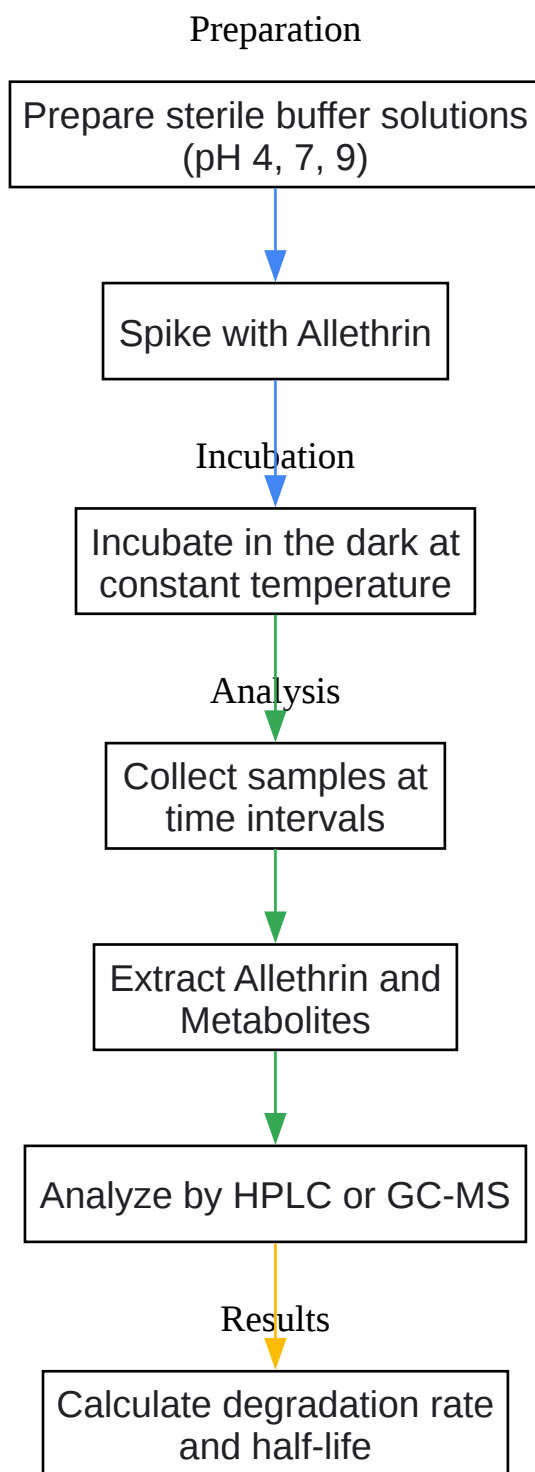 Preparation
Prepare sterile buffer solutions
(pH 4, 7, 9)
Spike with Allethrin
Incubation
Incubate in the dark at
constant temperature
Analysis
Collect samples at
time intervals
Extract Allethrin and
Metabolites
Analyze by HPLC or GC-MS
Results
Calculate degradation rate
and half-life